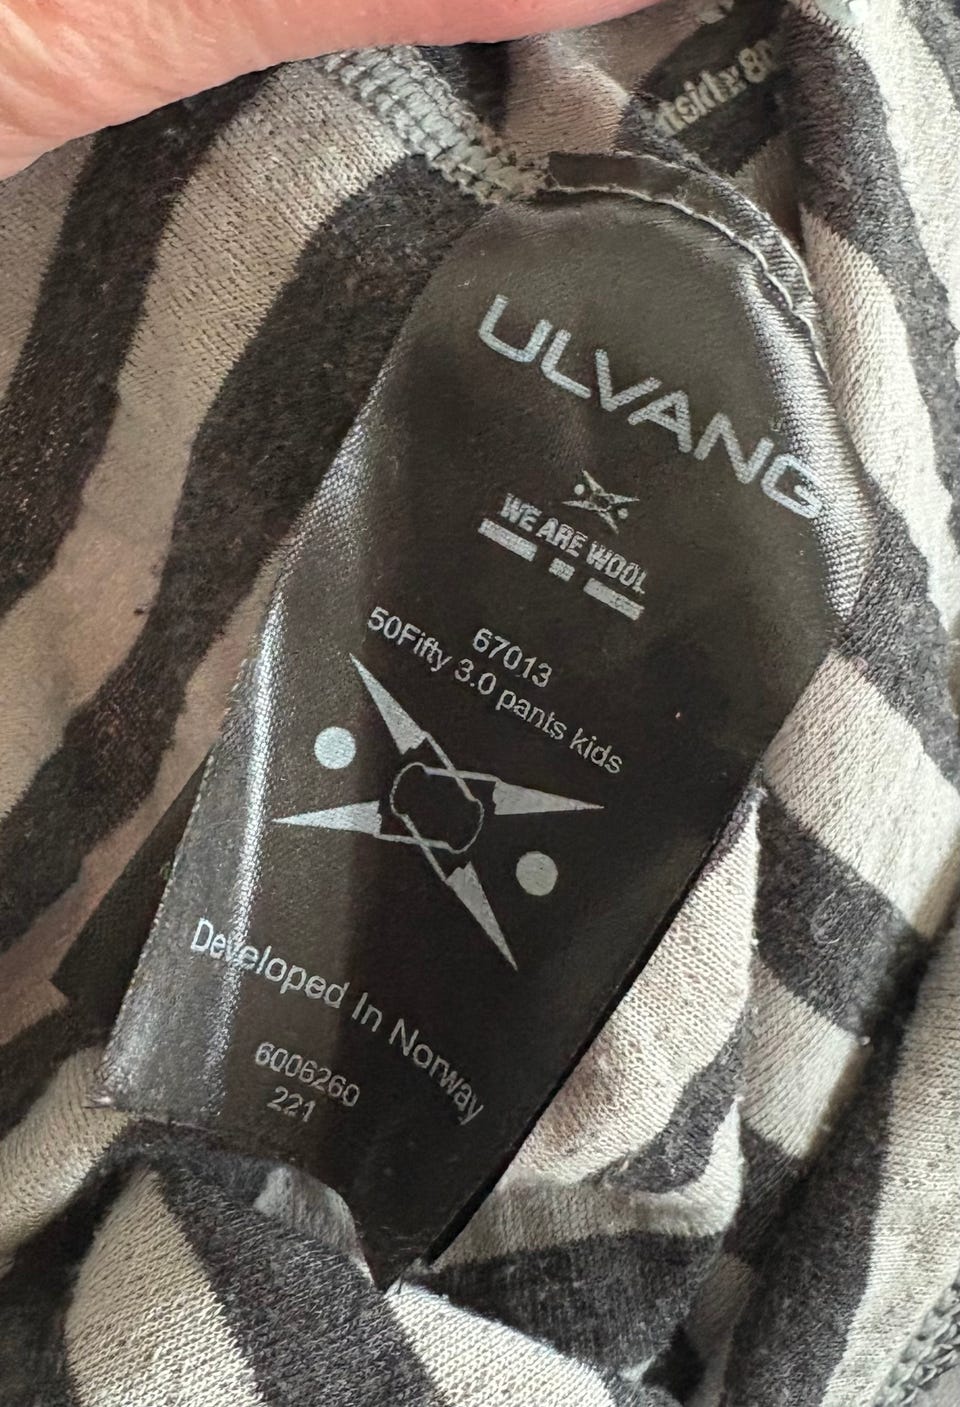 ULVANG
WE ARE WOOL
67013
50Fifty 3.0 pants kids
Developed In Norway
6006260
221